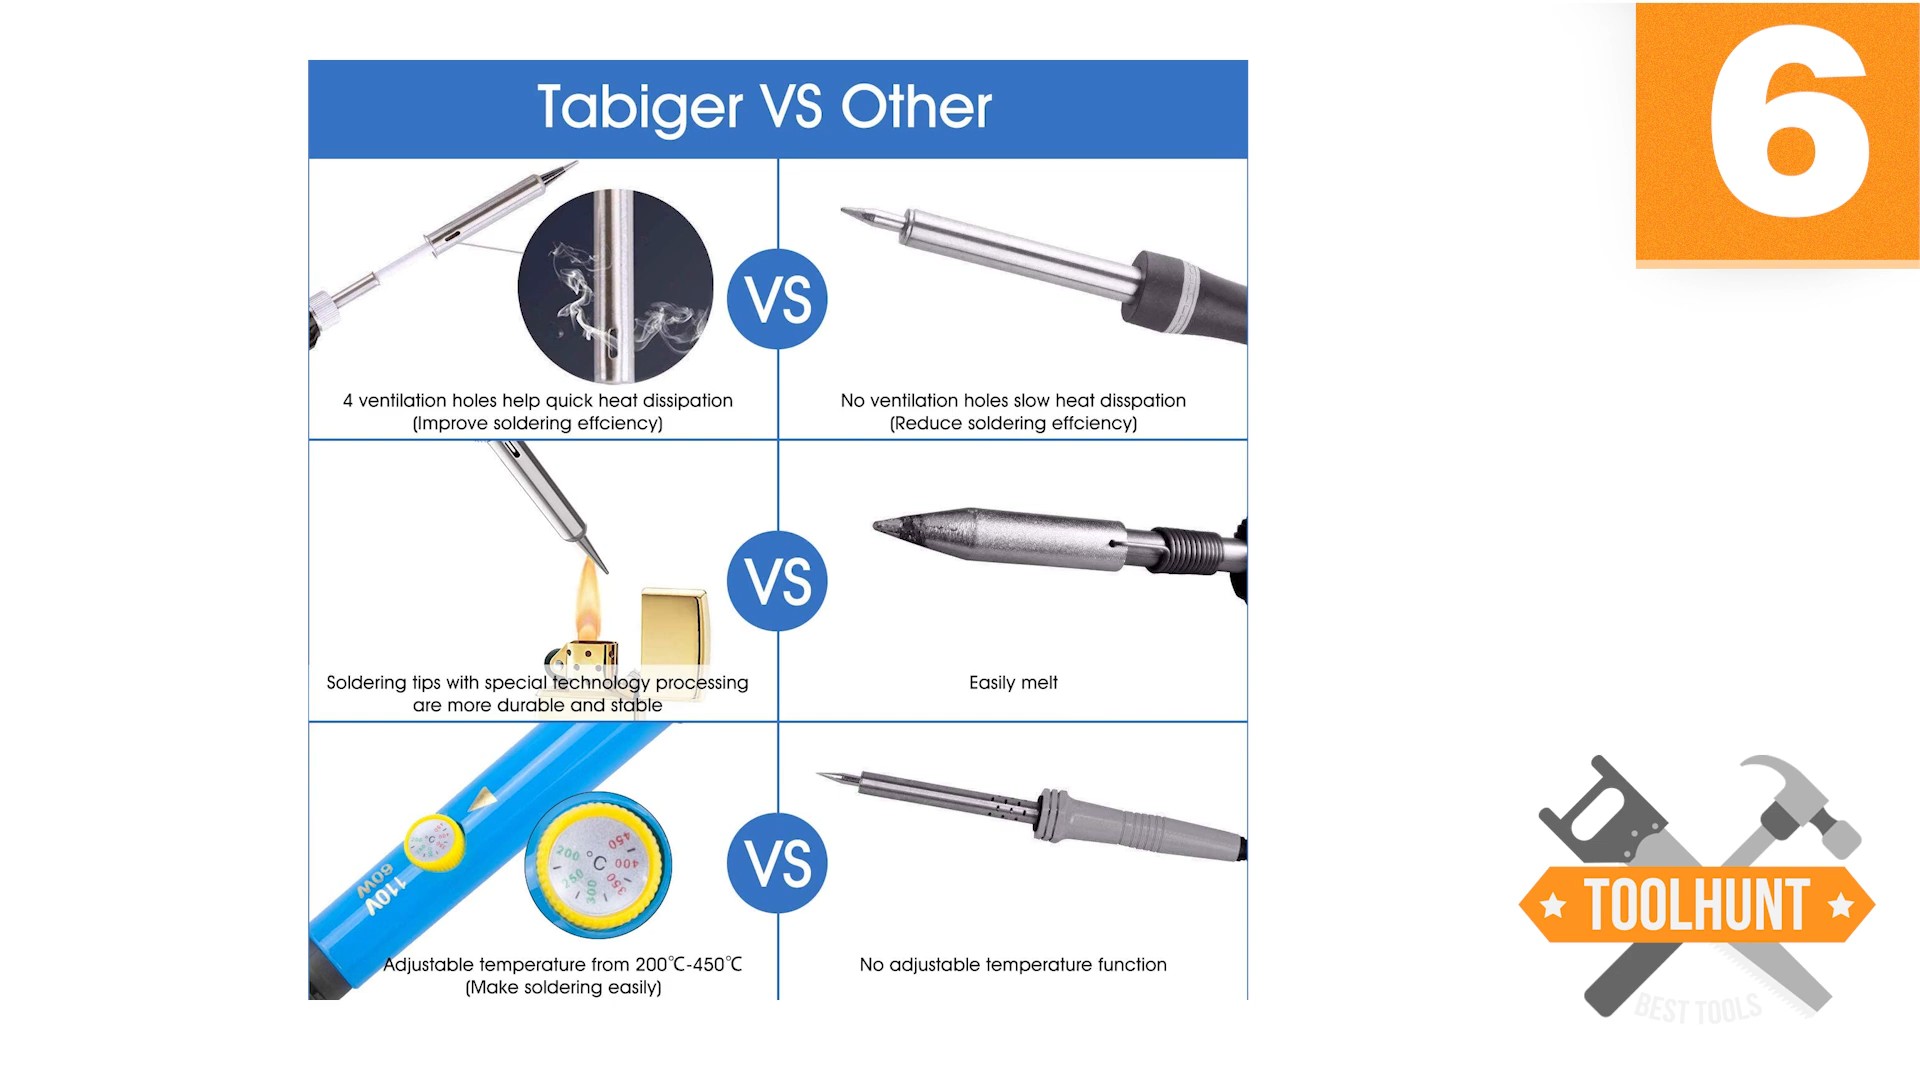 6
Tabiger VS Other
VS
4 ventilation holes help quick heat dissipation
(Improve soldering effciency)
No ventilation holes slow heat disspation
(Reduce soldering effciency)
VS
Soldering tips with special technology processing
are more durable and stable
Easily melt
110V
60W
°C
200
250
300
350
400
450
VS
Adjustable temperature from 200℃-450℃
(Make soldering easily)
No adjustable temperature function
TOOLHUNT
BEST TOOLS